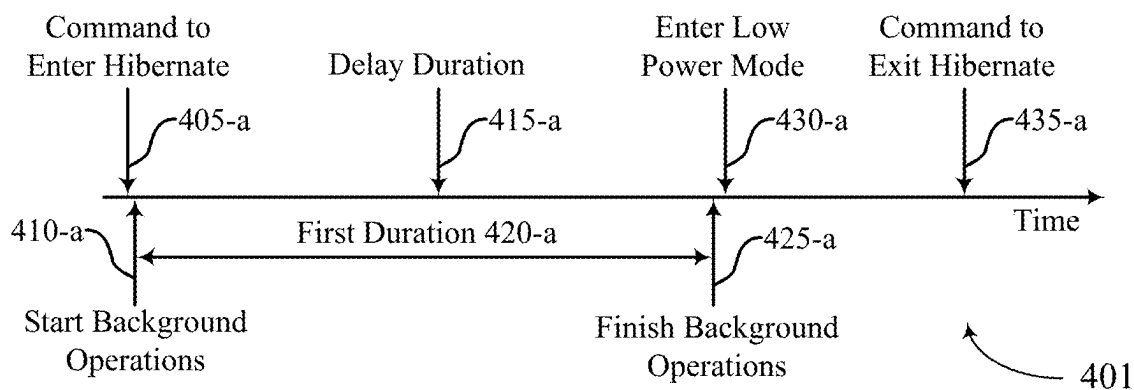 Command to
Enter Hibernate
Delay Duration
Enter Low
Power Mode
Command to
Exit Hibernate
405-a
415-a
430-a
435-a
Time
410-a
First Duration 420-a
425-a
Start Background
Operations
Finish Background
Operations
401